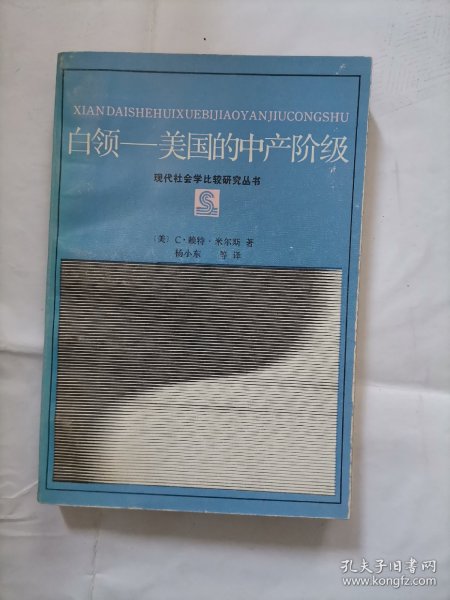 XIANDAISHEHUIXUEBIJIAOYANJIUCONGSHU
白领——美国的中产阶级
现代社会学比较研究丛书
S
〔美〕C·赖特·米尔斯 著
杨小东 等 译
孔夫子旧书网
www.kongfz.com